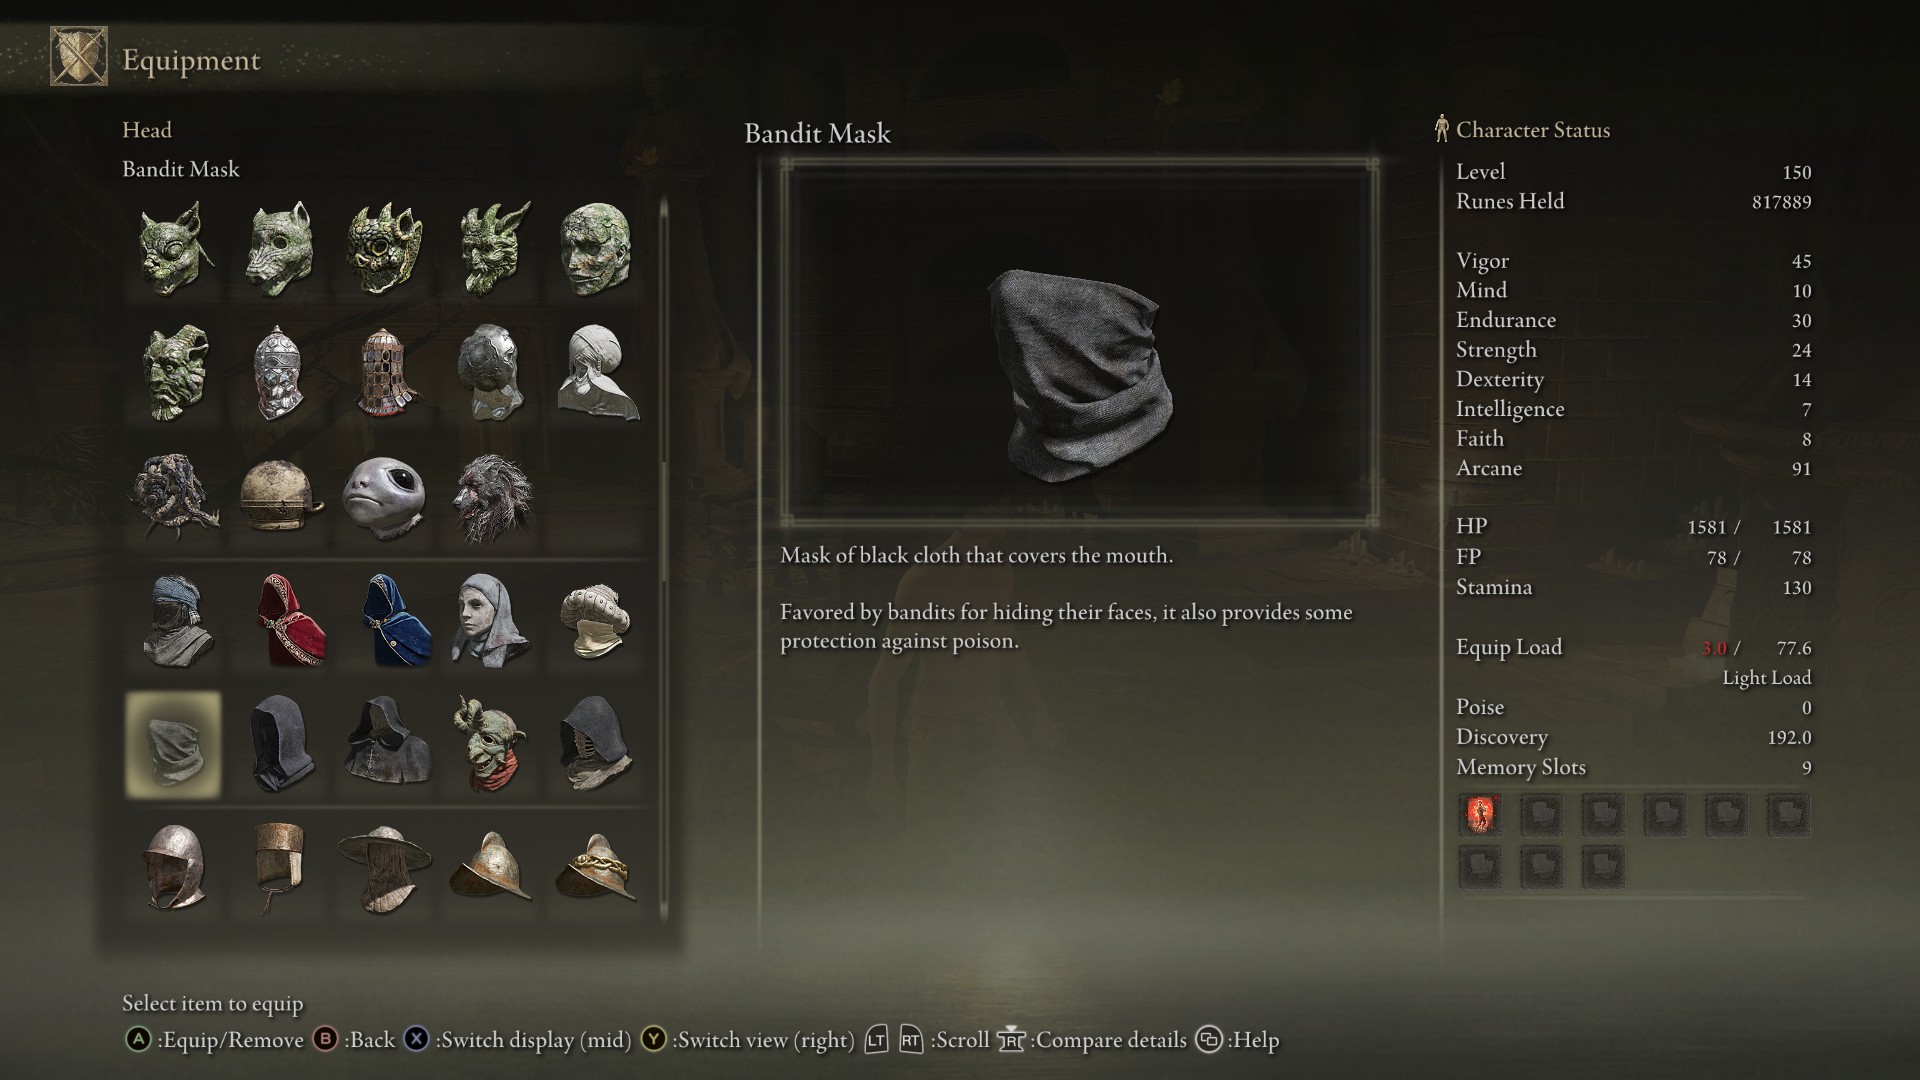 Equipment
Head
Bandit Mask
Bandit Mask
Mask of black cloth that covers the mouth.
Favored by bandits for hiding their faces, it also provides some
protection against poison.
Character Status
Level 150
Runes Held 817889
Vigor 45
Mind 10
Endurance 30
Strength 24
Dexterity 14
Intelligence 7
Faith 8
Arcane 91
HP 1581 / 1581
FP 78 / 78
Stamina 130
Equip Load 3.0 / 77.6
Light Load
Poise 0
Discovery 192.0
Memory Slots 9
Select item to equip
A :Equip/Remove B :Back X :Switch display (mid) Y :Switch view (right) LT RT :Scroll R :Compare details :Help